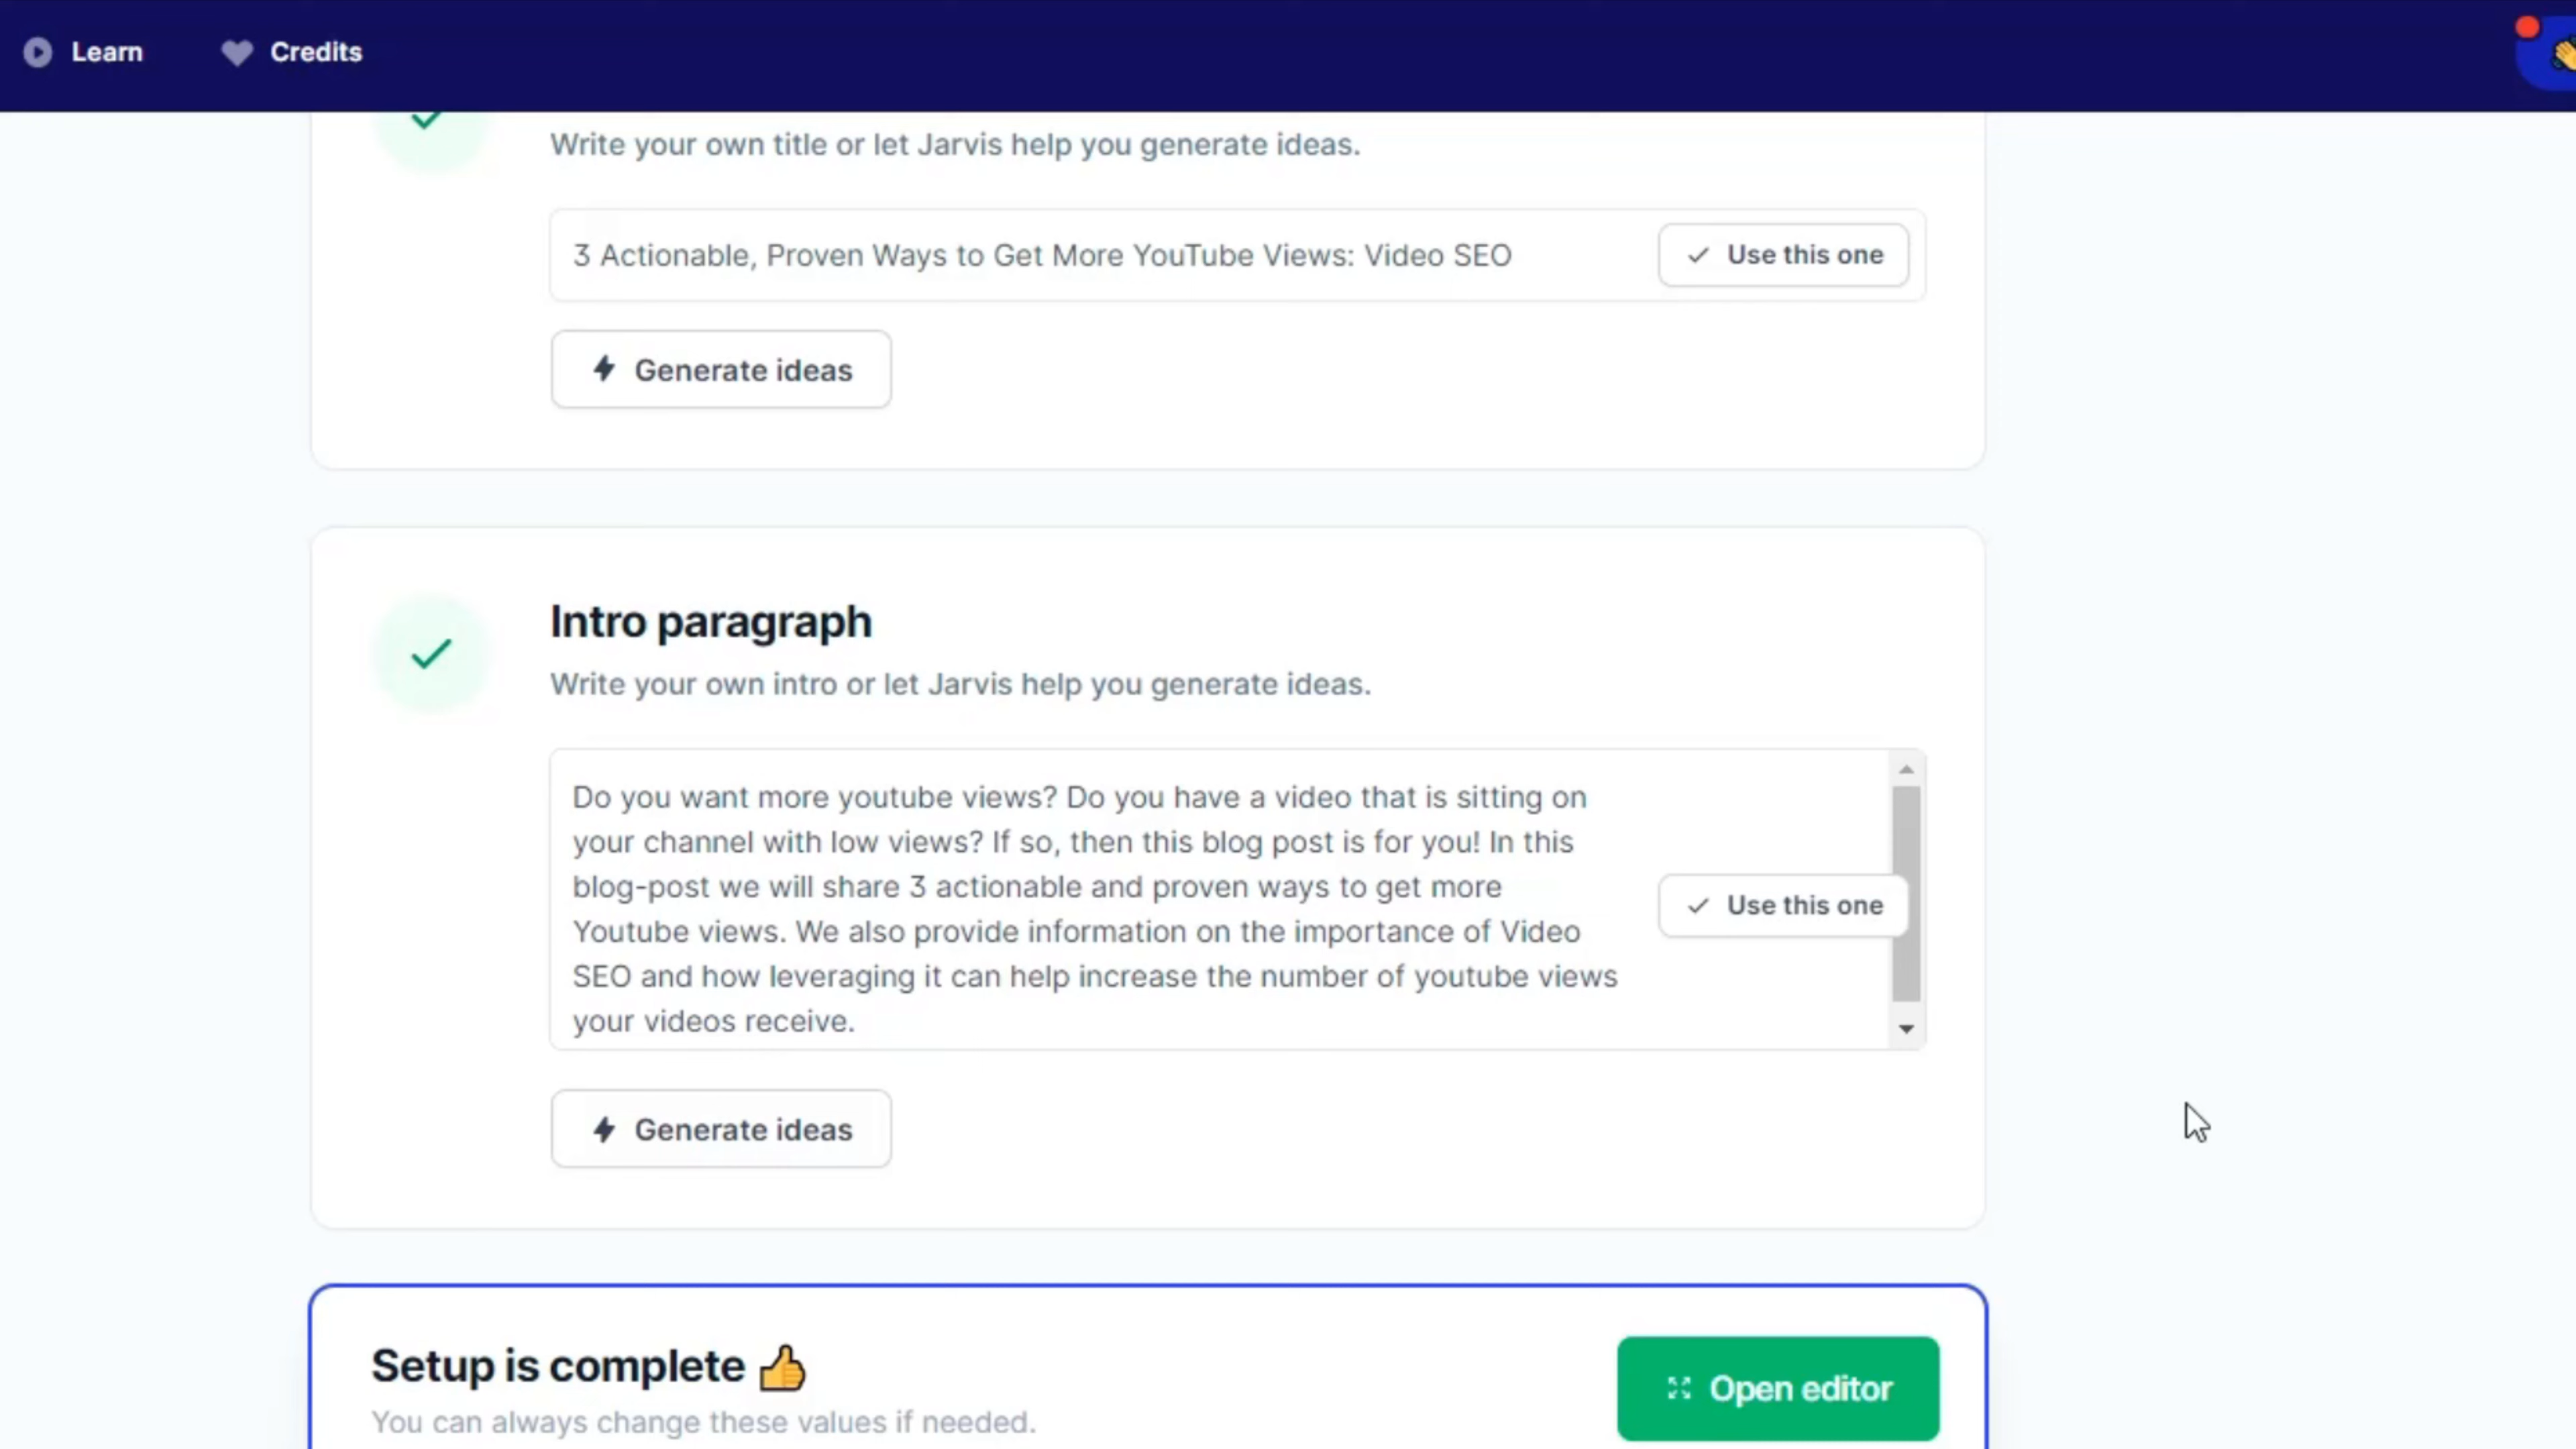 Learn
Credits
Write your own title or let Jarvis help you generate ideas.
3 Actionable, Proven Ways to Get More YouTube Views: Video SEO
Use this one
Generate ideas
Intro paragraph
Write your own intro or let Jarvis help you generate ideas.
Do you want more youtube views? Do you have a video that is sitting on
your channel with low views? If so, then this blog post is for you! In this
blog-post we will share 3 actionable and proven ways to get more
Youtube views. We also provide information on the importance of Video
SEO and how leveraging it can help increase the number of youtube views
your videos receive.
Use this one
Generate ideas
Setup is complete 👍
You can always change these values if needed.
Open editor